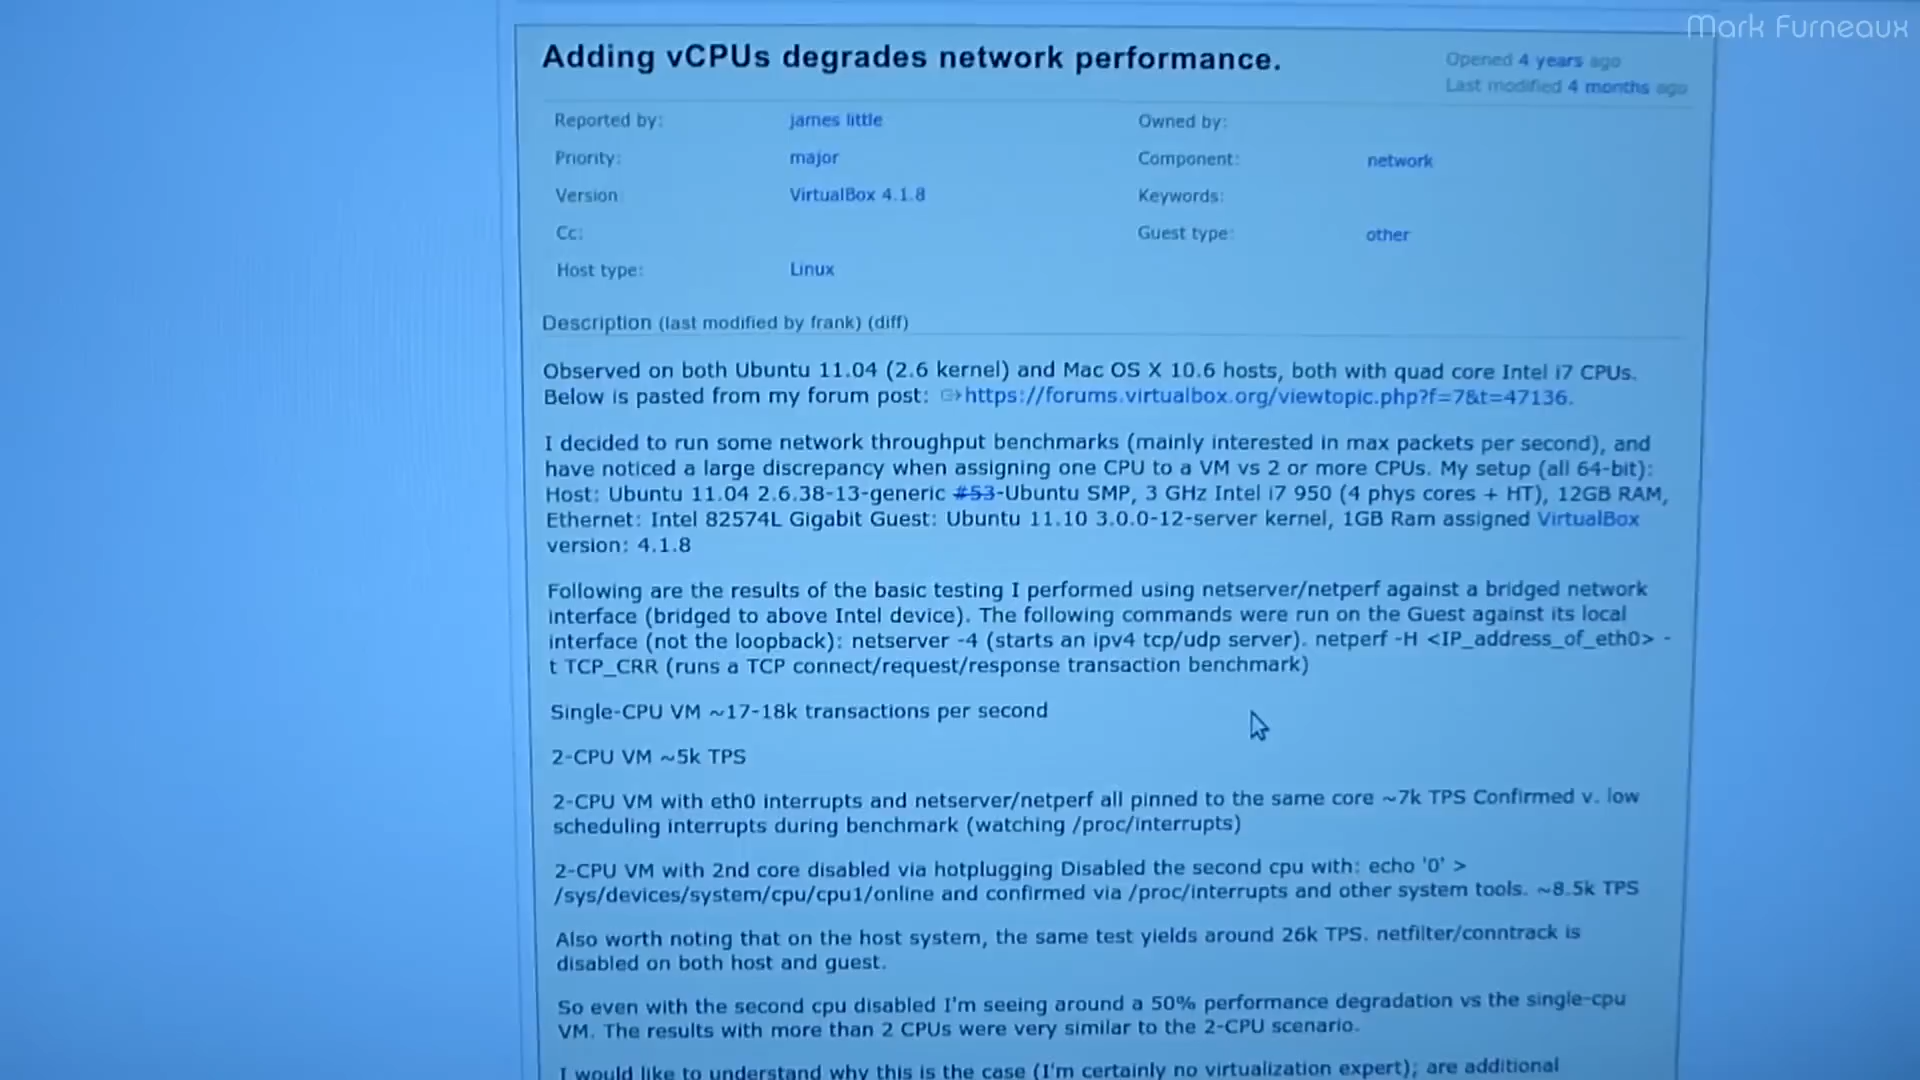 Mark Furneaux
Adding vCPUs degrades network performance.
Opened 4 years ago
Last modified 4 months ago
Reported by: james little Owned by:
Priority: major Component: network
Version VirtualBox 4.1.8 Keywords:
Cc: Guest type: other
Host type: Linux
Description (last modified by frank) (diff)
Observed on both Ubuntu 11.04 (2.6 kernel) and Mac OS X 10.6 hosts, both with quad core Intel i7 CPUs.
Below is pasted from my forum post: https://forums.virtualbox.org/viewtopic.php?f=7&t=47136.
I decided to run some network throughput benchmarks (mainly interested in max packets per second), and
have noticed a large discrepancy when assigning one CPU to a VM vs 2 or more CPUs. My setup (all 64-bit):
Host: Ubuntu 11.04 2.6.38-13-generic #53-Ubuntu SMP, 3 GHz Intel i7 950 (4 phys cores + HT), 12GB RAM,
Ethernet: Intel 82574L Gigabit Guest: Ubuntu 11.10 3.0.0-12-server kernel, 1GB Ram assigned VirtualBox
version: 4.1.8
Following are the results of the basic testing I performed using netserver/netperf against a bridged network
interface (bridged to above Intel device). The following commands were run on the Guest against its local
interface (not the loopback): netserver -4 (starts an ipv4 tcp/udp server). netperf -H <IP_address_of_eth0> -
t TCP_CRR (runs a TCP connect/request/response transaction benchmark)
Single-CPU VM ~17-18k transactions per second
2-CPU VM ~5k TPS
2-CPU VM with eth0 interrupts and netserver/netperf all pinned to the same core ~7k TPS Confirmed v. low
scheduling interrupts during benchmark (watching /proc/interrupts)
2-CPU VM with 2nd core disabled via hotplugging Disabled the second cpu with: echo '0' >
/sys/devices/system/cpu/cpu1/online and confirmed via /proc/interrupts and other system tools. ~8.5k TPS
Also worth noting that on the host system, the same test yields around 26k TPS. netfilter/conntrack is
disabled on both host and guest.
So even with the second cpu disabled I'm seeing around a 50% performance degradation vs the single-cpu
VM. The results with more than 2 CPUs were very similar to the 2-CPU scenario.
I would like to understand why this is the case (I'm certainly no virtualization expert); are additional